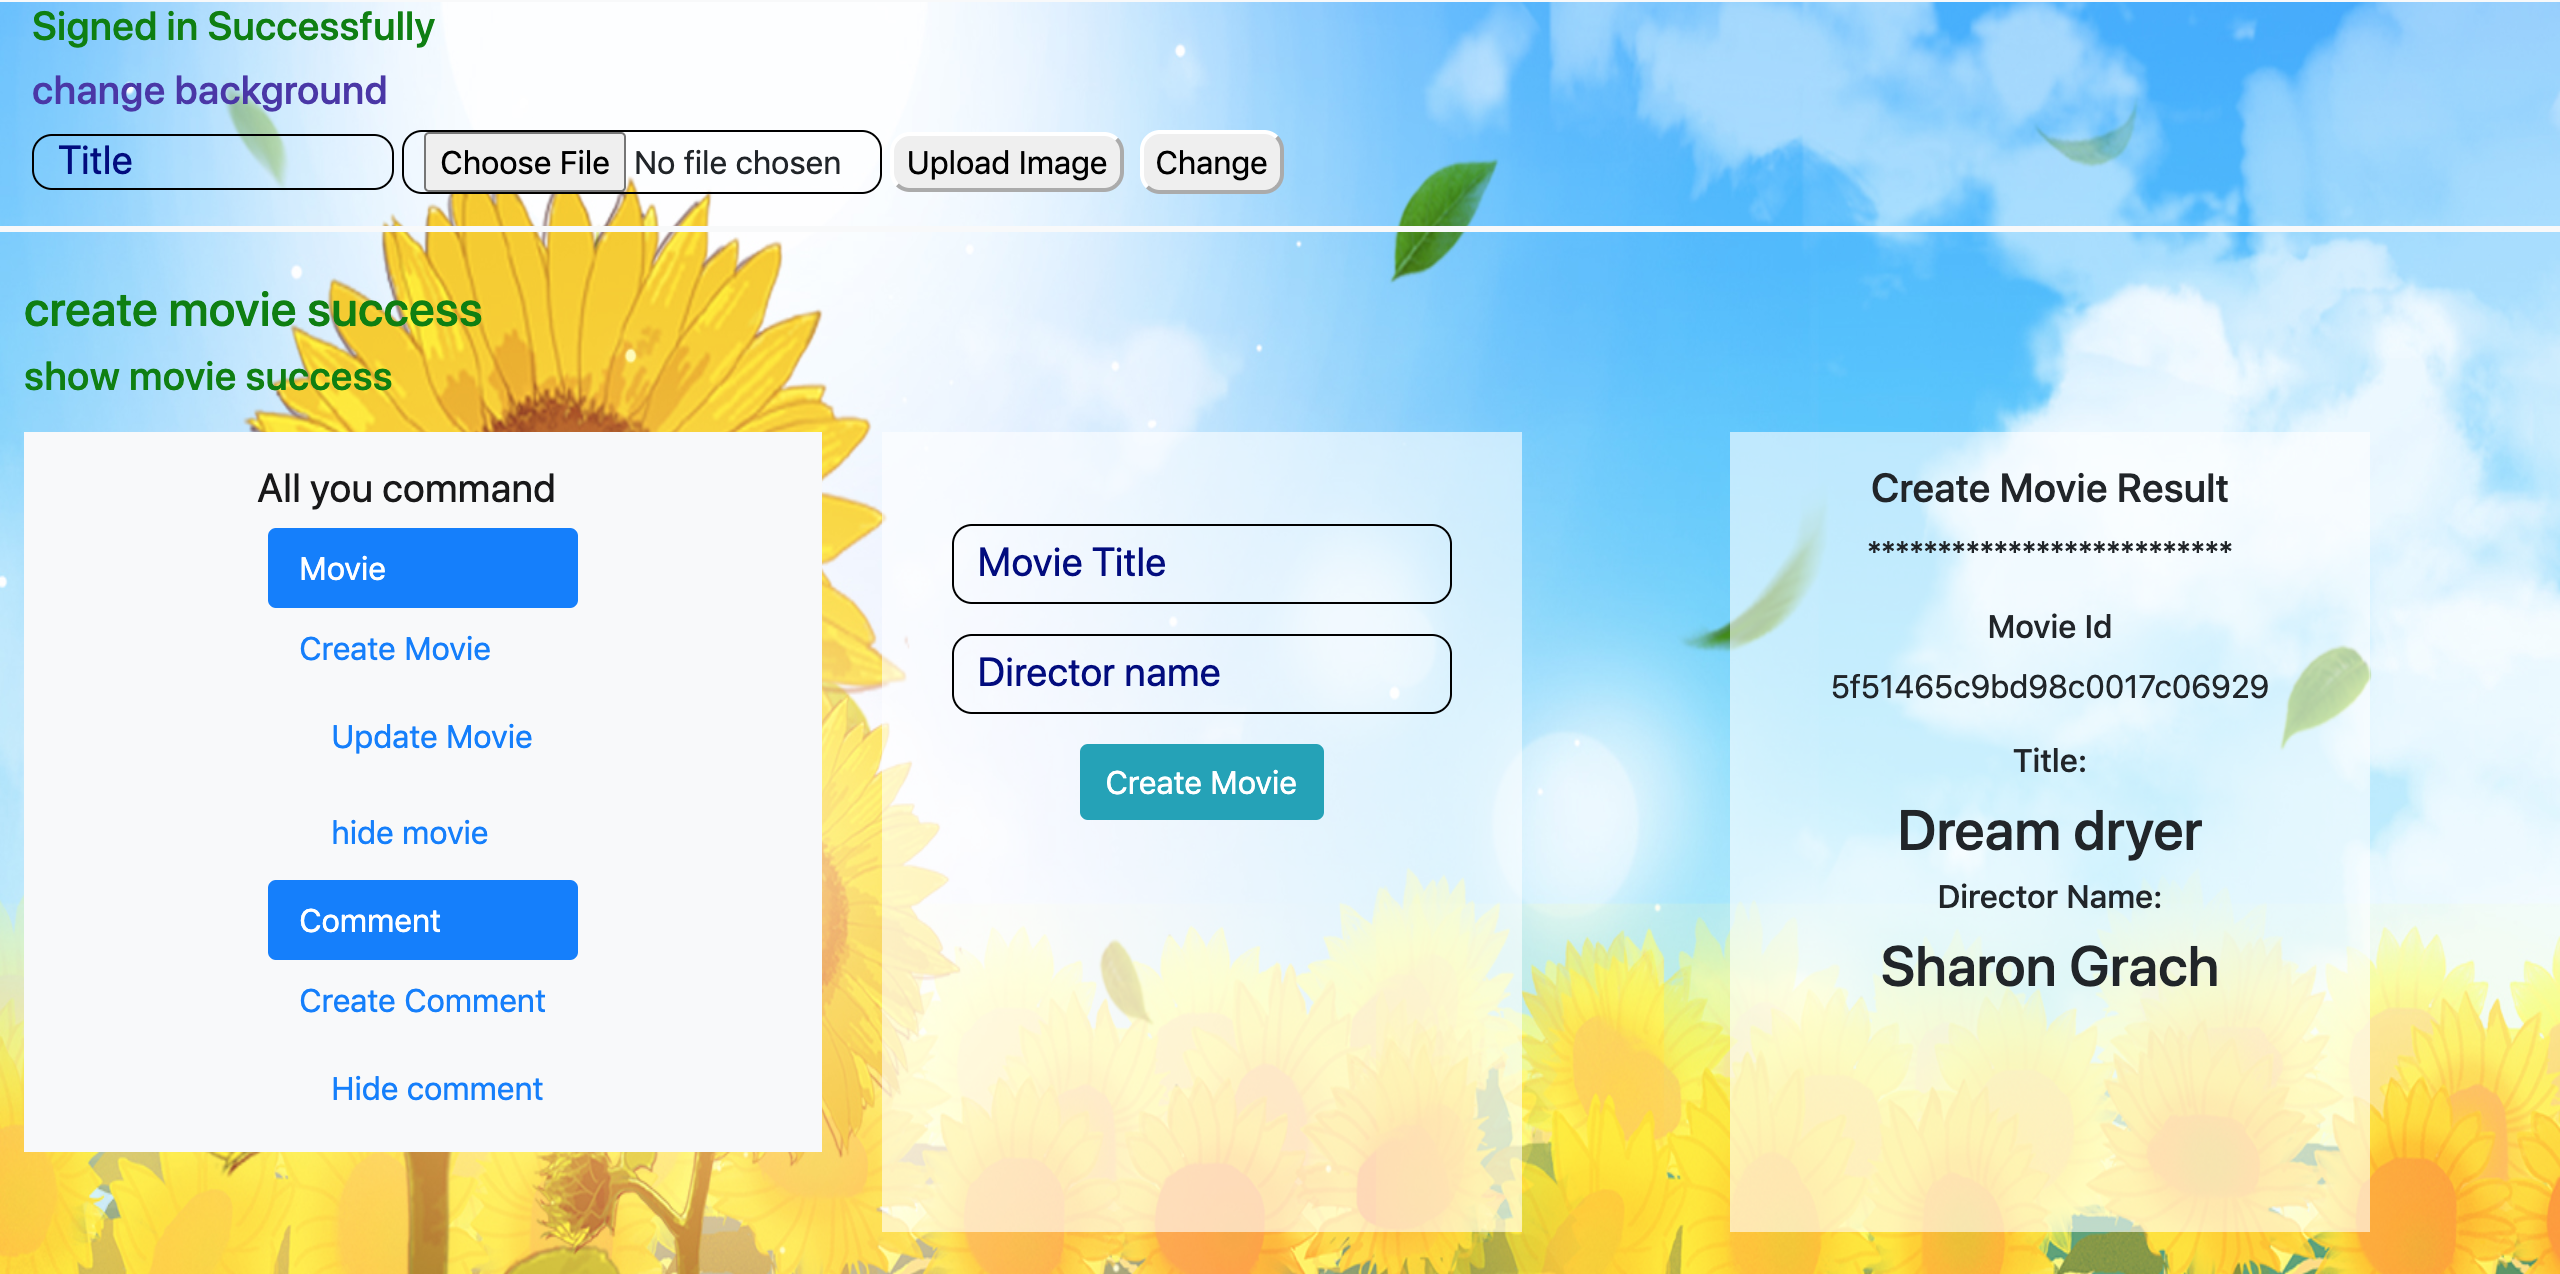 Signed in Successfully
change background
Title
Choose File No file chosen
Upload Image
Change
create movie success
show movie success
All you command
Movie
Create Movie
Update Movie
hide movie
Comment
Create Comment
Hide comment
Movie Title
Director name
Create Movie
Create Movie Result
**************************
Movie Id
5f51465c9bd98c0017c06929
Title:
Dream dryer
Director Name:
Sharon Grach